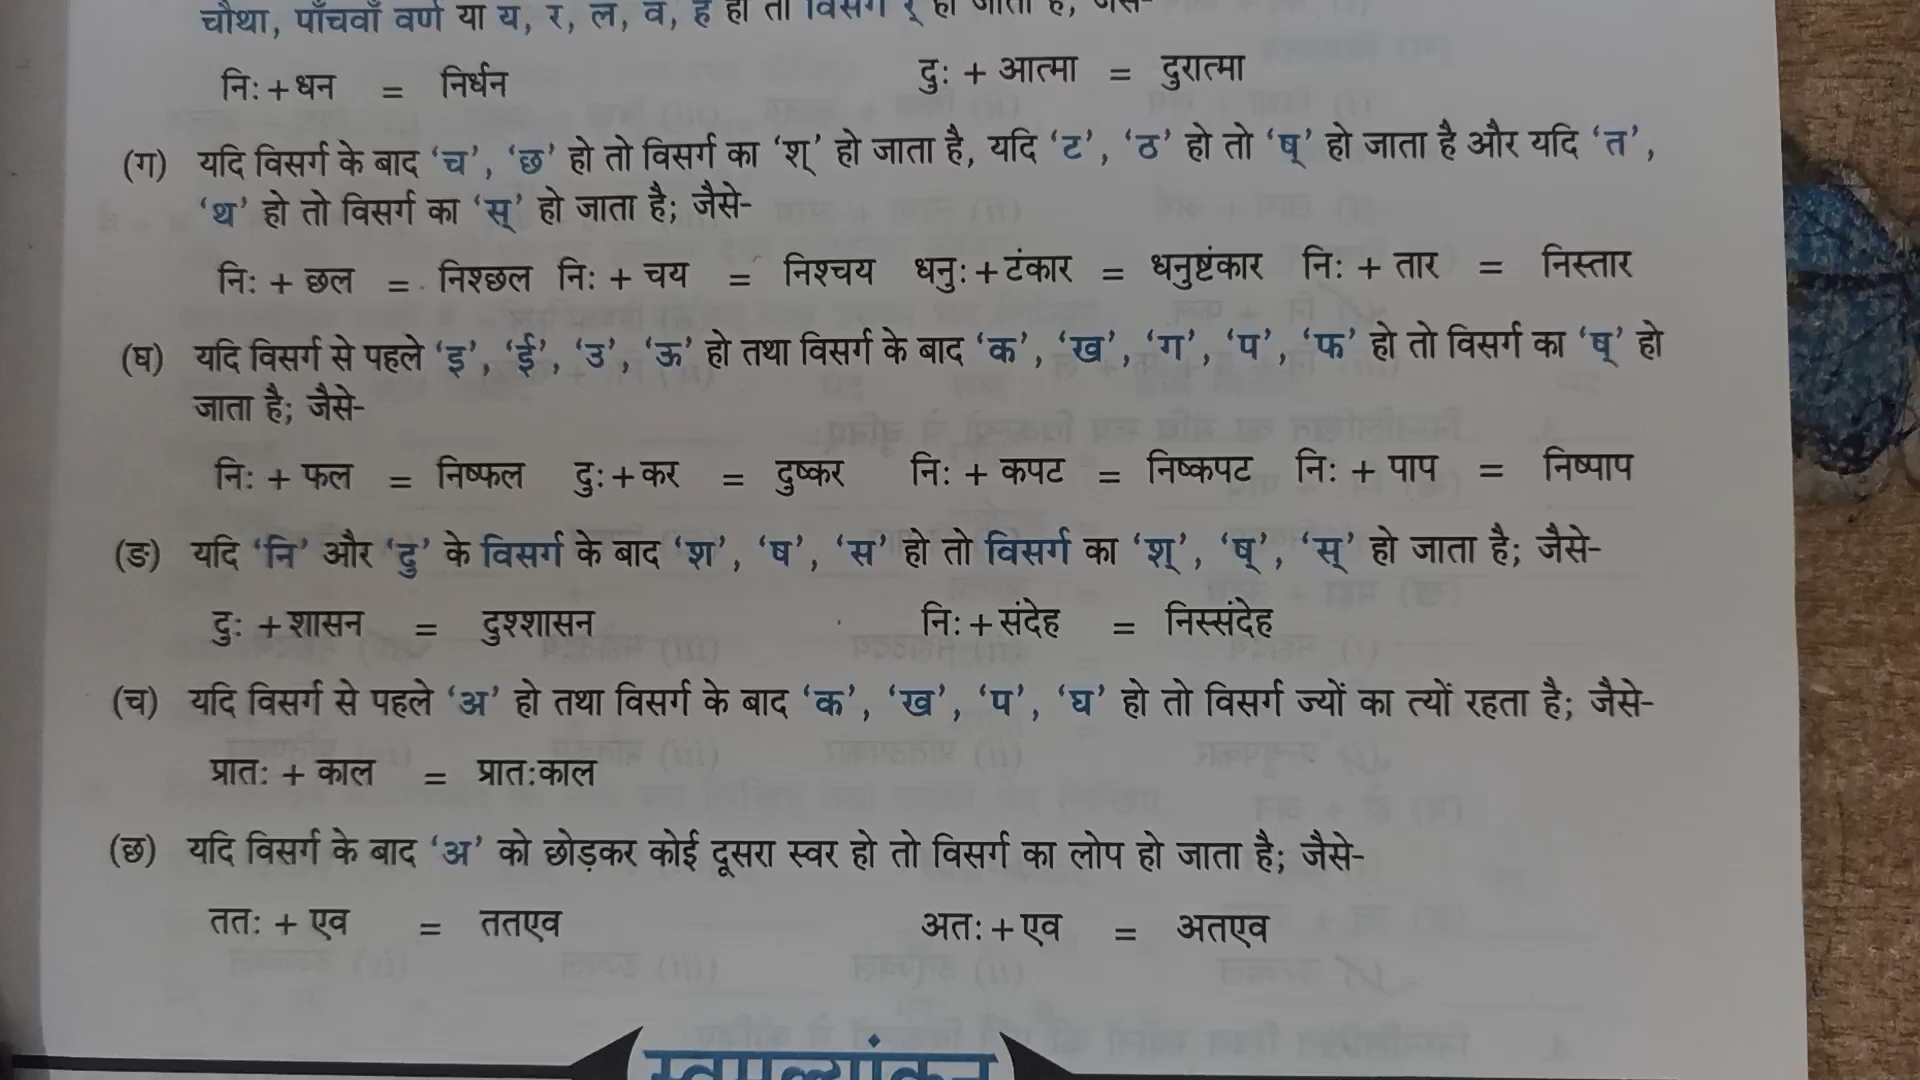 चौथा, पाँचवाँ वर्ण या य, र, ल, व, ह हो तो विसर्ग र् हो जाता है, जैसे-
निः + धन = निर्धन दुः + आत्मा = दुरात्मा
(ग) यदि विसर्ग के बाद ‘च’, ‘छ’ हो तो विसर्ग का ‘श्’ हो जाता है, यदि ‘ट’, ‘ठ’ हो तो ‘ष्’ हो जाता है और यदि ‘त’,
‘थ’ हो तो विसर्ग का ‘स्’ हो जाता है; जैसे-
निः + छल = निश्छल निः + चय = निश्चय धनुः + टंकार = धनुष्टंकार निः + तार = निस्तार
(घ) यदि विसर्ग से पहले ‘इ’, ‘ई’, ‘उ’, ‘ऊ’ हो तथा विसर्ग के बाद ‘क’, ‘ख’, ‘ग’, ‘प’, ‘फ’ हो तो विसर्ग का ‘ष्’ हो
जाता है; जैसे-
निः + फल = निष्फल दुः + कर = दुष्कर निः + कपट = निष्कपट निः + पाप = निष्पाप
(ङ) यदि ‘नि’ और ‘दु’ के विसर्ग के बाद ‘श’, ‘ष’, ‘स’ हो तो विसर्ग का ‘श्’, ‘ष्’, ‘स्’ हो जाता है; जैसे-
दुः + शासन = दुश्शासन निः + संदेह = निस्संदेह
(च) यदि विसर्ग से पहले ‘अ’ हो तथा विसर्ग के बाद ‘क’, ‘ख’, ‘प’, ‘घ’ हो तो विसर्ग ज्यों का त्यों रहता है; जैसे-
प्रातः + काल = प्रातःकाल
(छ) यदि विसर्ग के बाद ‘अ’ को छोड़कर कोई दूसरा स्वर हो तो विसर्ग का लोप हो जाता है; जैसे-
ततः + एव = ततएव अतः + एव = अतएव